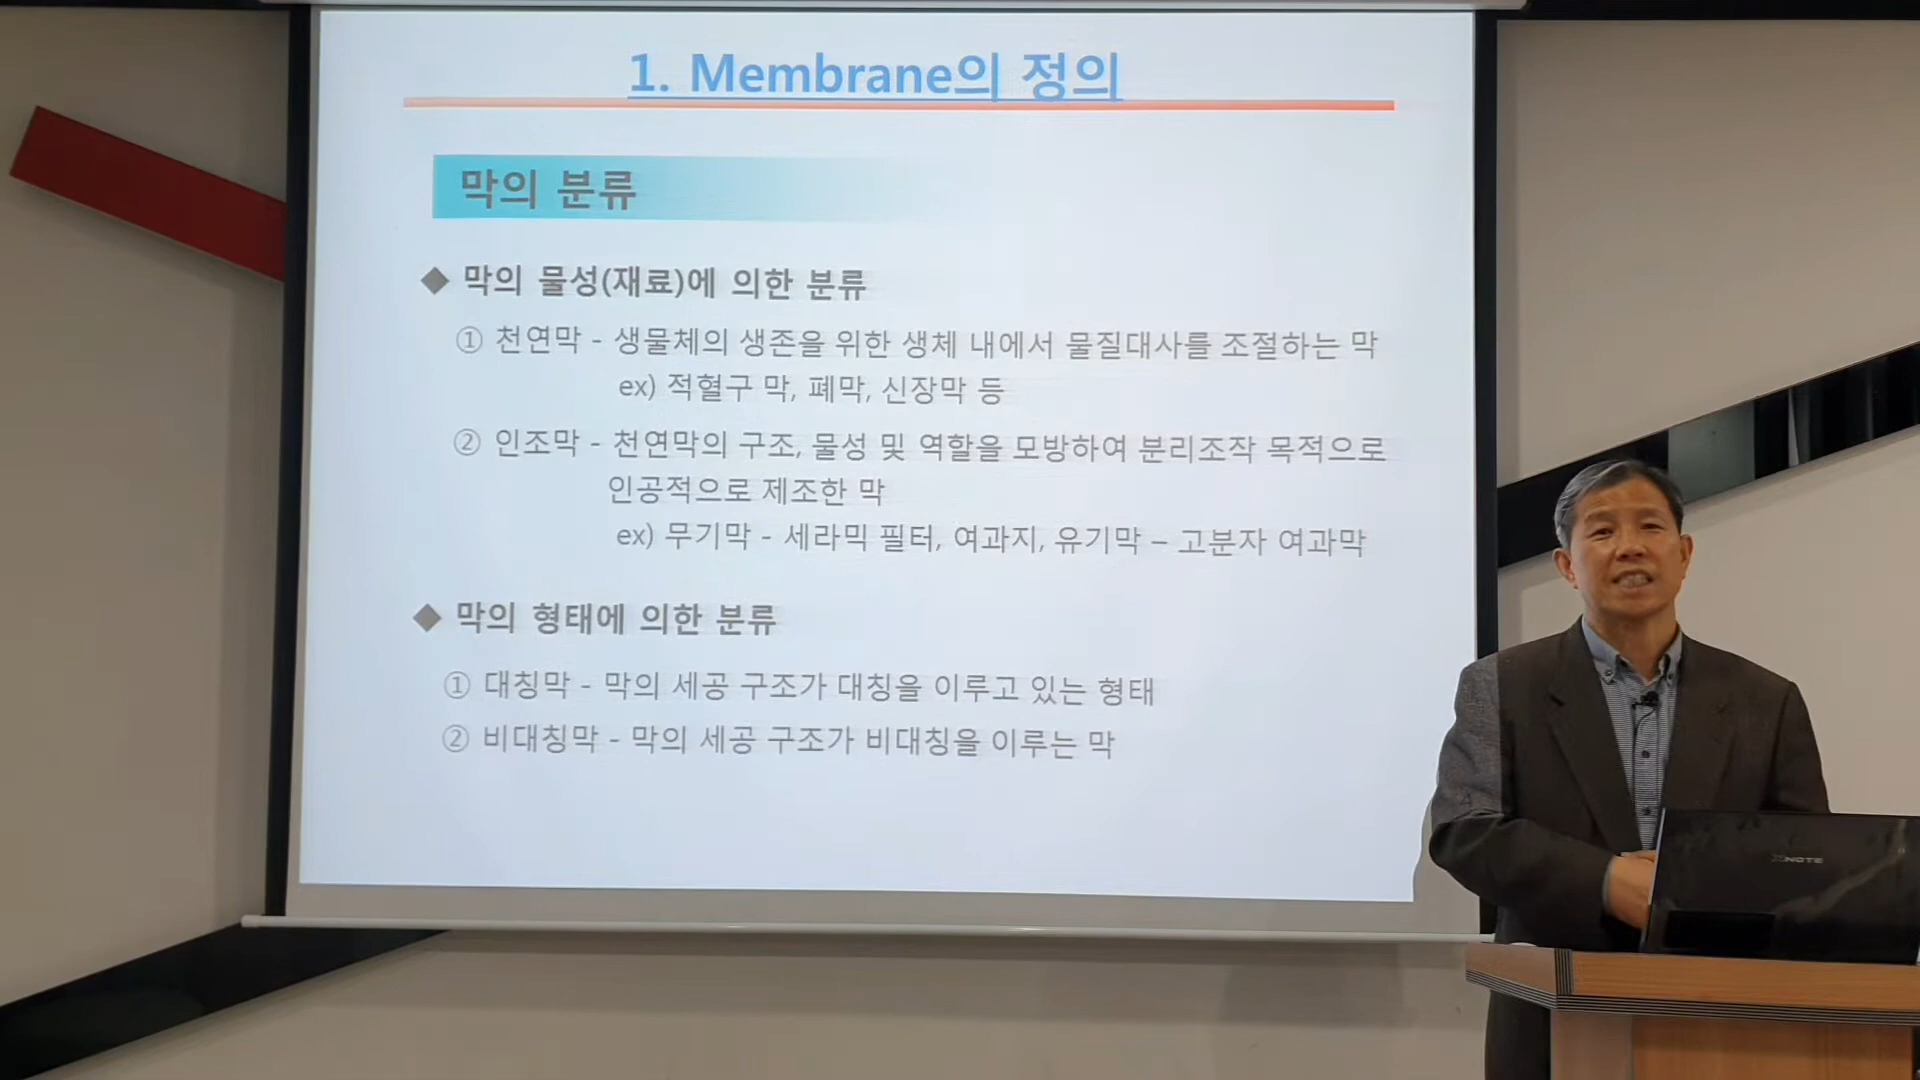 1. Membrane의 정의
막의 분류
◆ 막의 물성(재료)에 의한 분류
① 천연막 - 생물체의 생존을 위한 생체 내에서 물질대사를 조절하는 막
ex) 적혈구 막, 폐막, 신장막 등
② 인조막 - 천연막의 구조, 물성 및 역할을 모방하여 분리조작 목적으로
인공적으로 제조한 막
ex) 무기막 - 세라믹 필터, 여과지, 유기막 – 고분자 여과막
◆ 막의 형태에 의한 분류
① 대칭막 - 막의 세공 구조가 대칭을 이루고 있는 형태
② 비대칭막 - 막의 세공 구조가 비대칭을 이루는 막
XNOTE